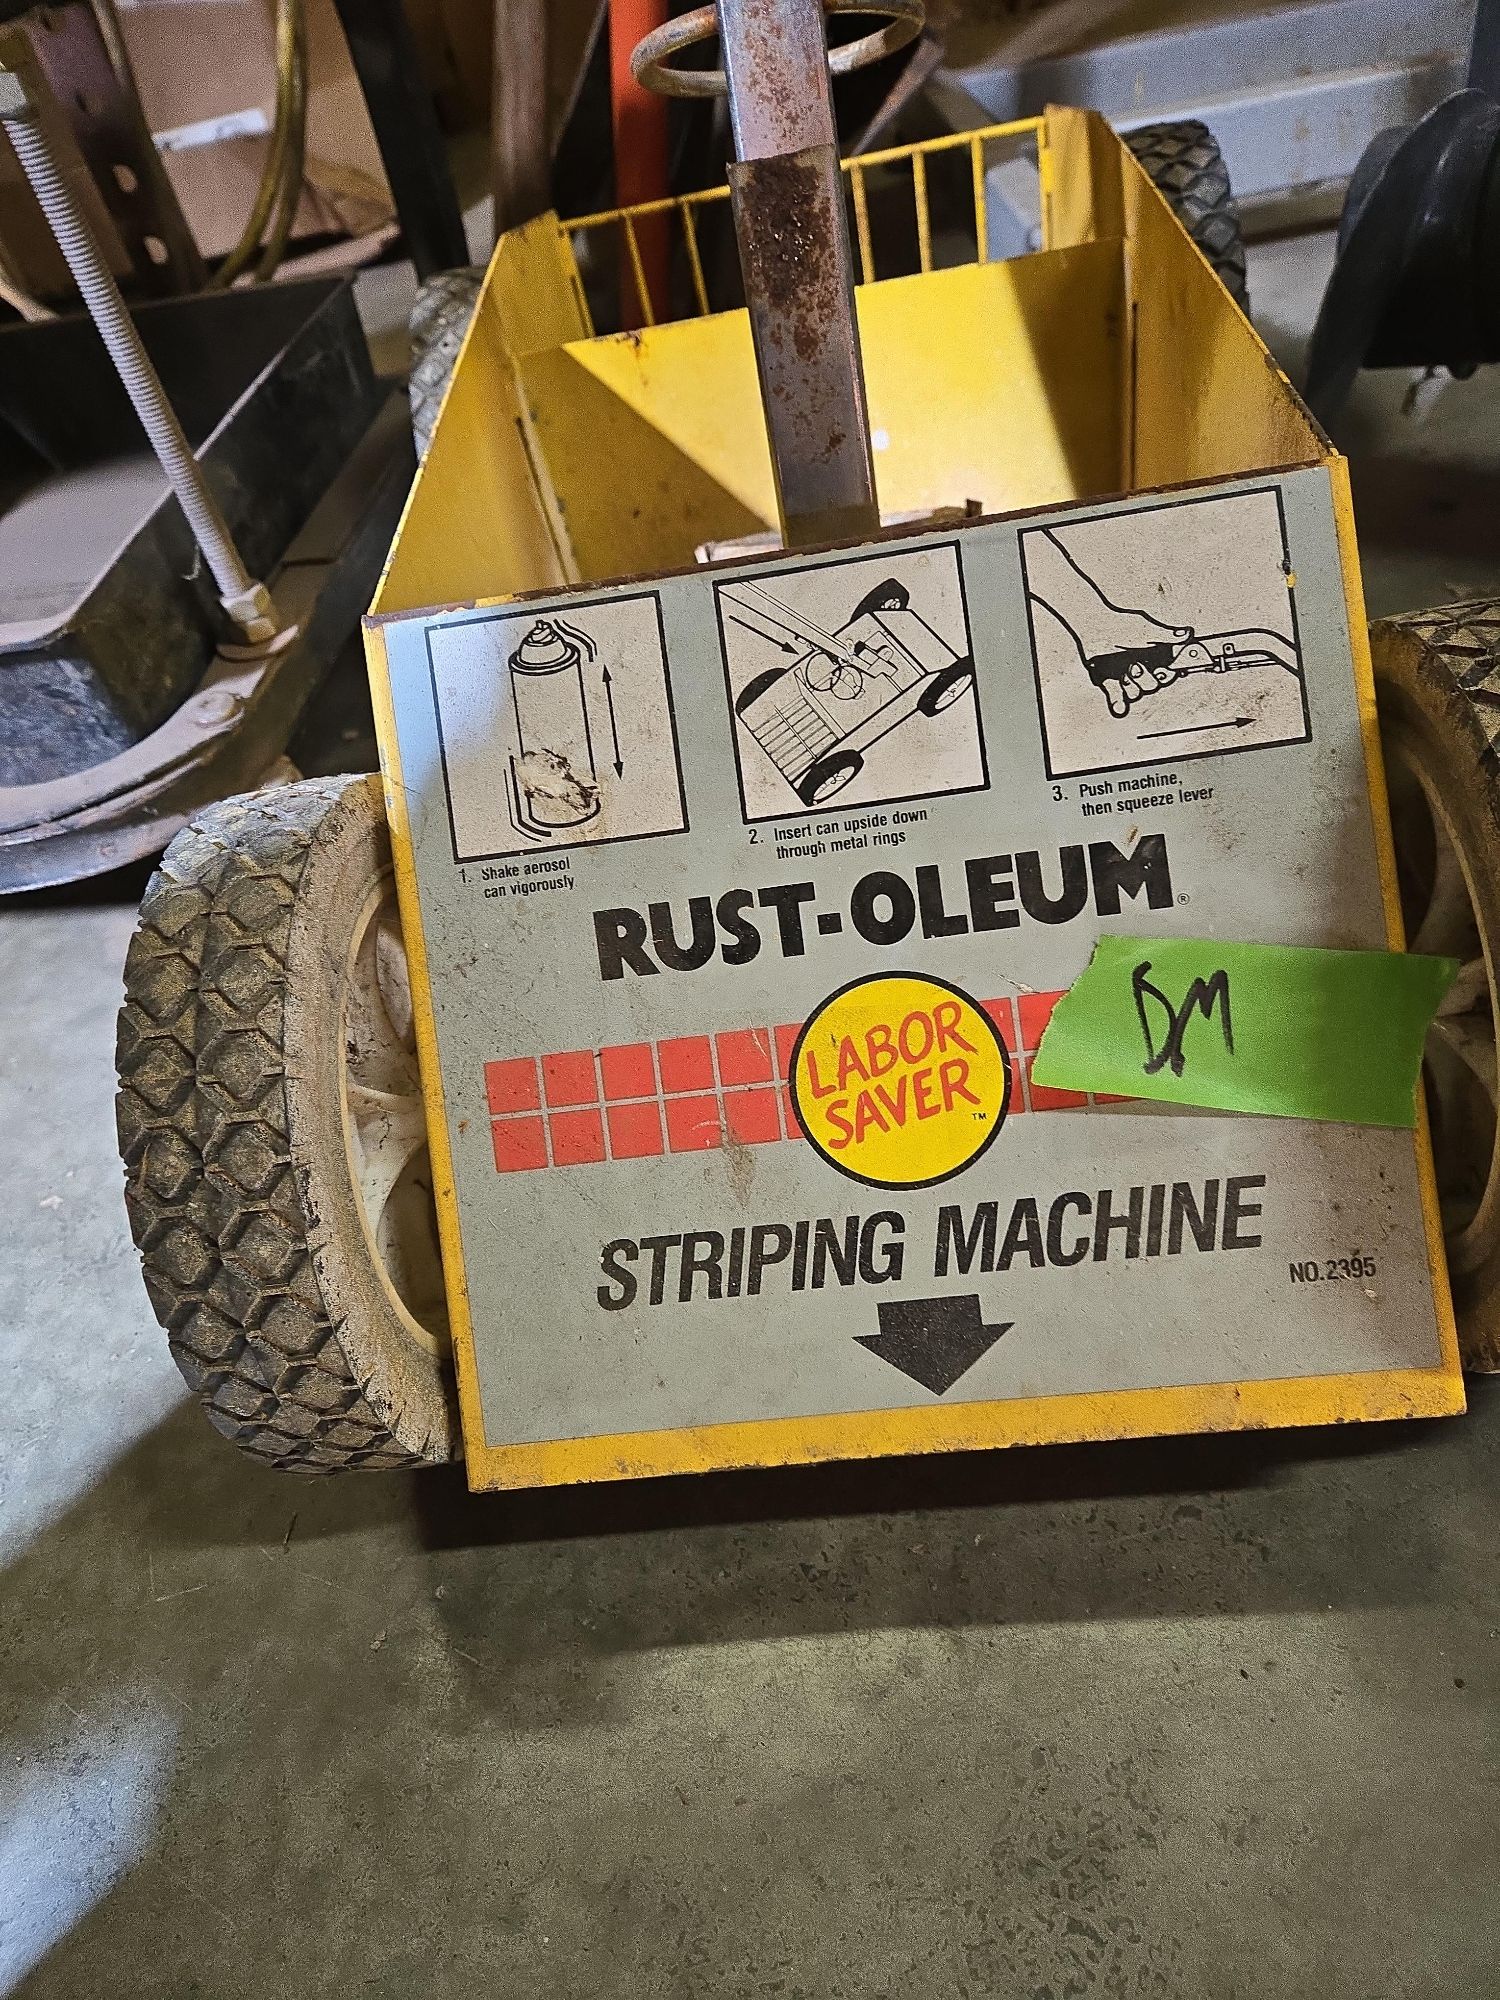 1. Shake aerosol
can vigorously
2. Insert can upside down
through metal rings
3. Push machine,
then squeeze lever
RUST-OLEUM®
LABOR
SAVER™
DM
STRIPING MACHINE
NO.2395